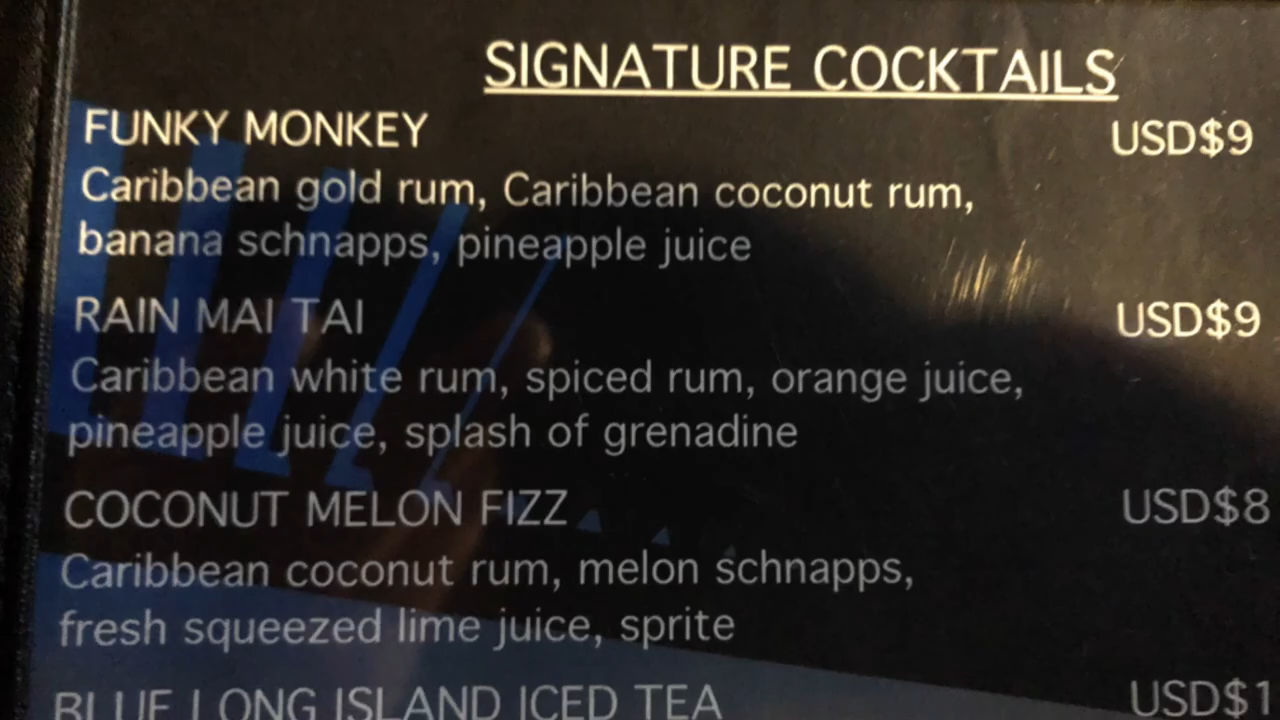 SIGNATURE COCKTAILS
FUNKY MONKEY USD$9
Caribbean gold rum, Caribbean coconut rum,
banana schnapps, pineapple juice
RAIN MAI TAI USD$9
Caribbean white rum, spiced rum, orange juice,
pineapple juice, splash of grenadine
COCONUT MELON FIZZ USD$8
Caribbean coconut rum, melon schnapps,
fresh squeezed lime juice, sprite
BLUE LONG ISLAND ICED TEA USD$1